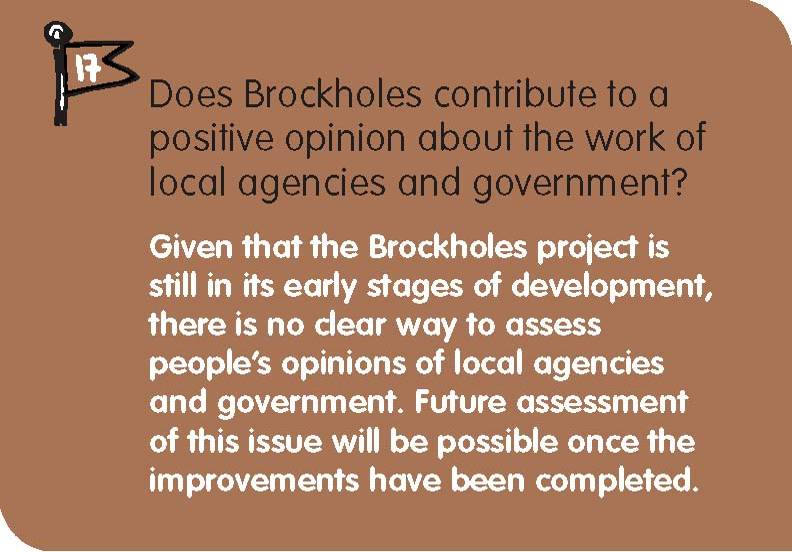 17
Does Brockholes contribute to a
positive opinion about the work of
local agencies and government?
Given that the Brockholes project is
still in its early stages of development,
there is no clear way to assess
people's opinions of local agencies
and government. Future assessment
of this issue will be possible once the
improvements have been completed.